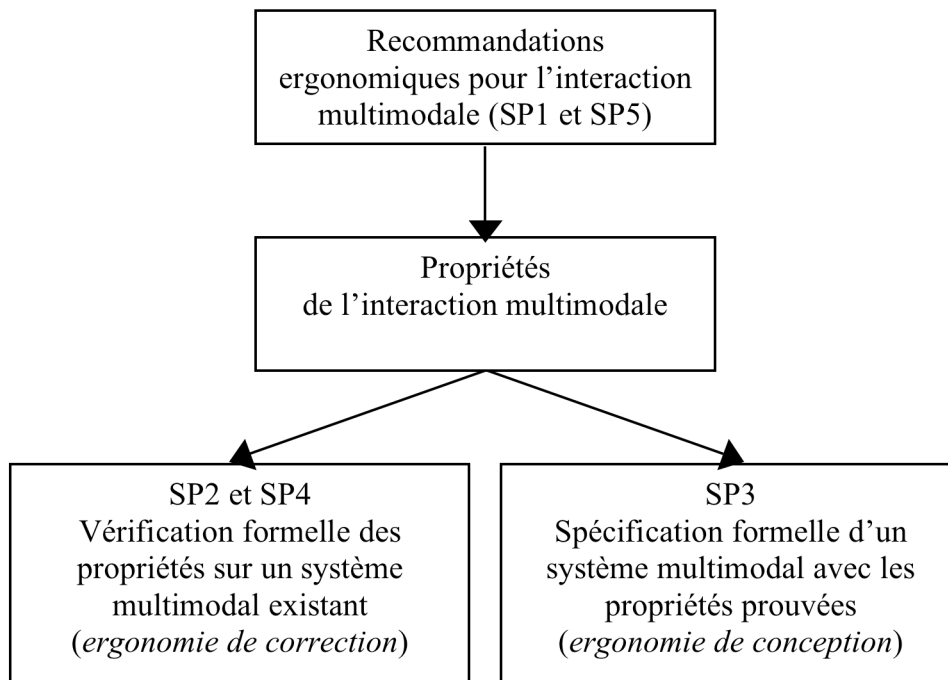 Recommandations
ergonomiques pour l’interaction
multimodale (SP1 et SP5)
Propriétés
de l’interaction multimodale
SP2 et SP4
Vérification formelle des
propriétés sur un système
multimodal existant
(ergonomie de correction)
SP3
Spécification formelle d’un
système multimodal avec les
propriétés prouvées
(ergonomie de conception)